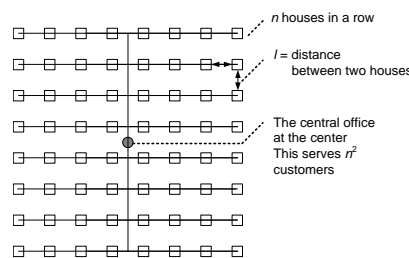 n houses in a row
l = distance
between two houses
The central office
at the center
This serves n²
customers